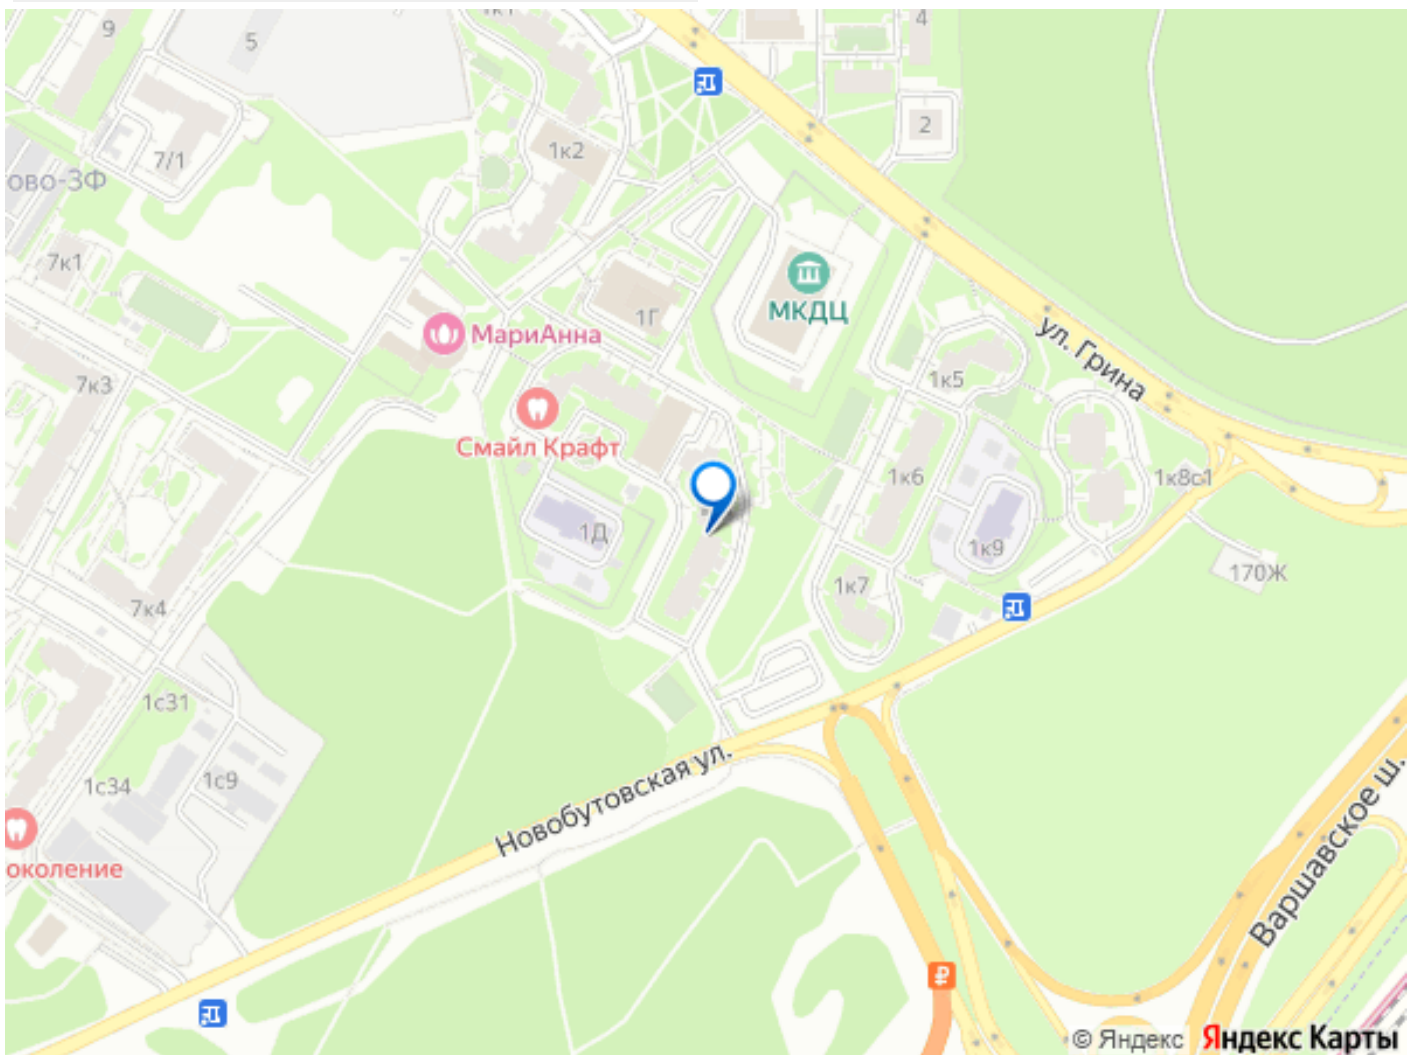 9
5
1к1
4
2
1к2
7/1
ово-3Ф
7к1
МКДЦ
1Г
МариАнна
ул. Грина
1к5
7к3
Смайл Крафт
1к6
1к8с1
1Д
1к9
170Ж
1к7
7к4
1с31
Новобутовская ул.
1с34
1с9
Варшавское ш.
околение
₽
© Яндекс Яндекс Карты